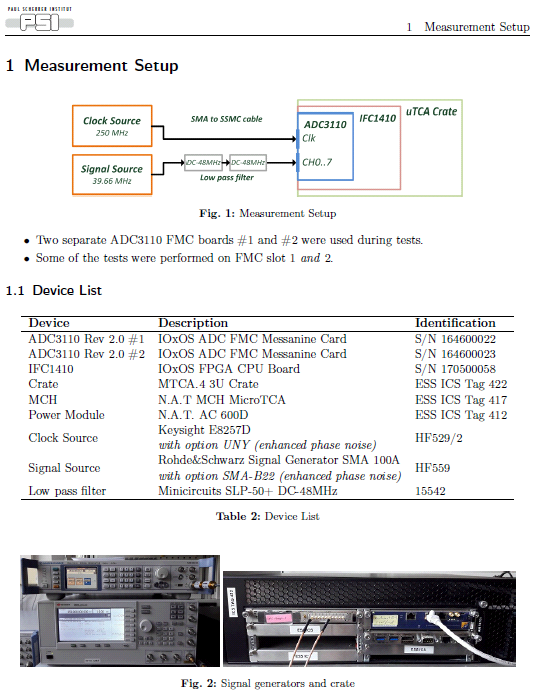 PAUL SCHERRER INSTITUT
PSI
1 Measurement Setup
1 Measurement Setup
Clock Source
250 MHz
SMA to SSMC cable
ADC3110
Clk
IFC1410
uTCA Crate
Signal Source
39.66 MHz
DC-48MHz
DC-48MHz
Low pass filter
CH0..7
Fig. 1: Measurement Setup
• Two separate ADC3110 FMC boards #1 and #2 were used during tests.
• Some of the tests were performed on FMC slot 1 and 2.
1.1 Device List
Device Description Identification
ADC3110 Rev 2.0 #1 IOxOS ADC FMC Messanine Card S/N 164600022
ADC3110 Rev 2.0 #2 IOxOS ADC FMC Messanine Card S/N 164600023
IFC1410 IOxOS FPGA CPU Board S/N 170500058
Crate MTCA.4 3U Crate ESS ICS Tag 422
MCH N.A.T MCH MicroTCA ESS ICS Tag 417
Power Module N.A.T. AC 600D ESS ICS Tag 412
Clock Source Keysight E8257D HF529/2
with option UNY (enhanced phase noise)
Signal Source Rohde&Schwarz Signal Generator SMA 100A HF559
with option SMA-B22 (enhanced phase noise)
Low pass filter Minicircuits SLP-50+ DC-48MHz 15542
Table 2: Device List
Fig. 2: Signal generators and crate